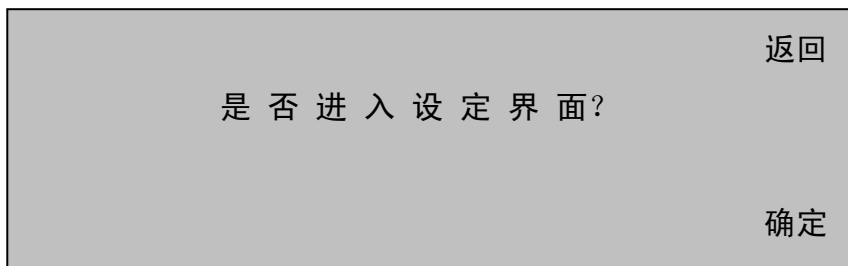 返回
是 否 进 入 设 定 界 面?
确定